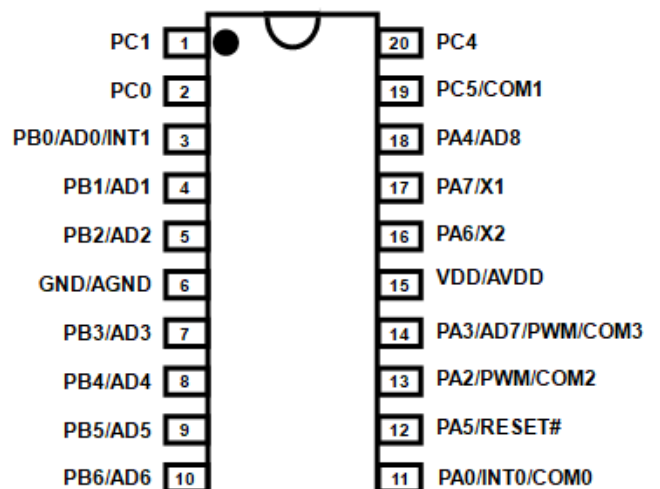 PC1 1 20 PC4
PC0 2 19 PC5/COM1
PB0/AD0/INT1 3 18 PA4/AD8
PB1/AD1 4 17 PA7/X1
PB2/AD2 5 16 PA6/X2
GND/AGND 6 15 VDD/AVDD
PB3/AD3 7 14 PA3/AD7/PWM/COM3
PB4/AD4 8 13 PA2/PWM/COM2
PB5/AD5 9 12 PA5/RESET#
PB6/AD6 10 11 PA0/INT0/COM0